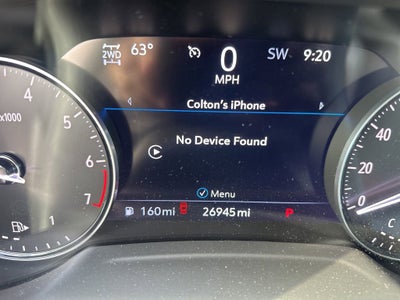 2WD 63° 0 SW 9:20
MPH
Colton's iPhone
No Device Found
Menu
160mi 26945mi P
x1000
4
5
6
7
0
20
40
60
C